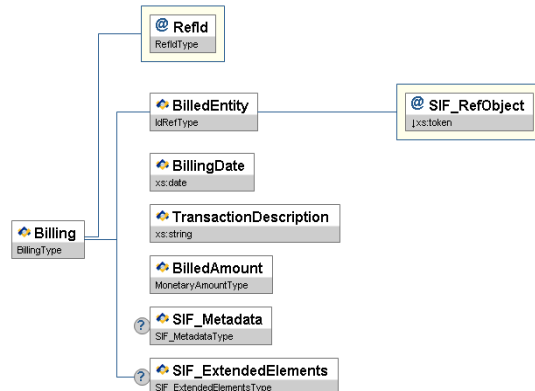 @ RefId
RefIdType
BilledEntity
IdRefType
@ SIF_RefObject
xs:token
BillingDate
xs:date
TransactionDescription
xs:string
Billing
BillingType
BilledAmount
MonetaryAmountType
? SIF_Metadata
SIF_MetadataType
? SIF_ExtendedElements
SIF_ExtendedElementsType